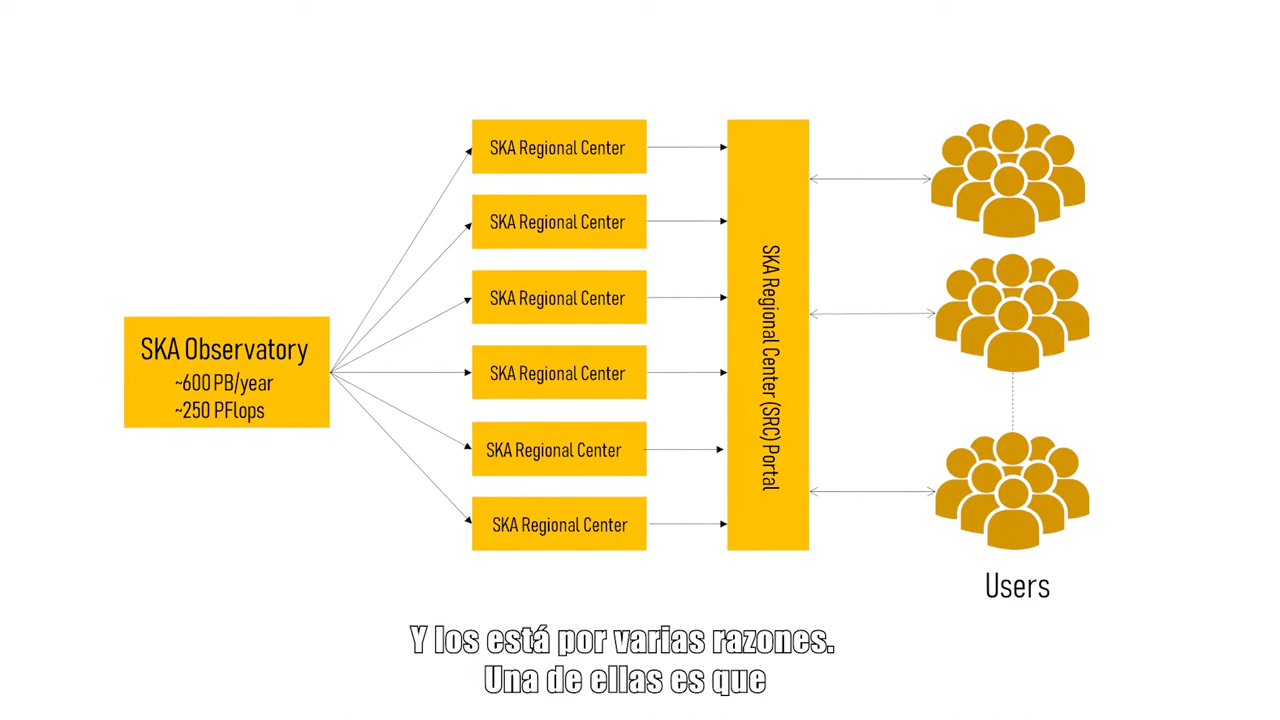 SKA Observatory
~600 PB/year
~250 PFlops
SKA Regional Center
SKA Regional Center
SKA Regional Center
SKA Regional Center
SKA Regional Center
SKA Regional Center
SKA Regional Center (SRC) Portal
Users
Y los está por varias razones.
Una de ellas es que